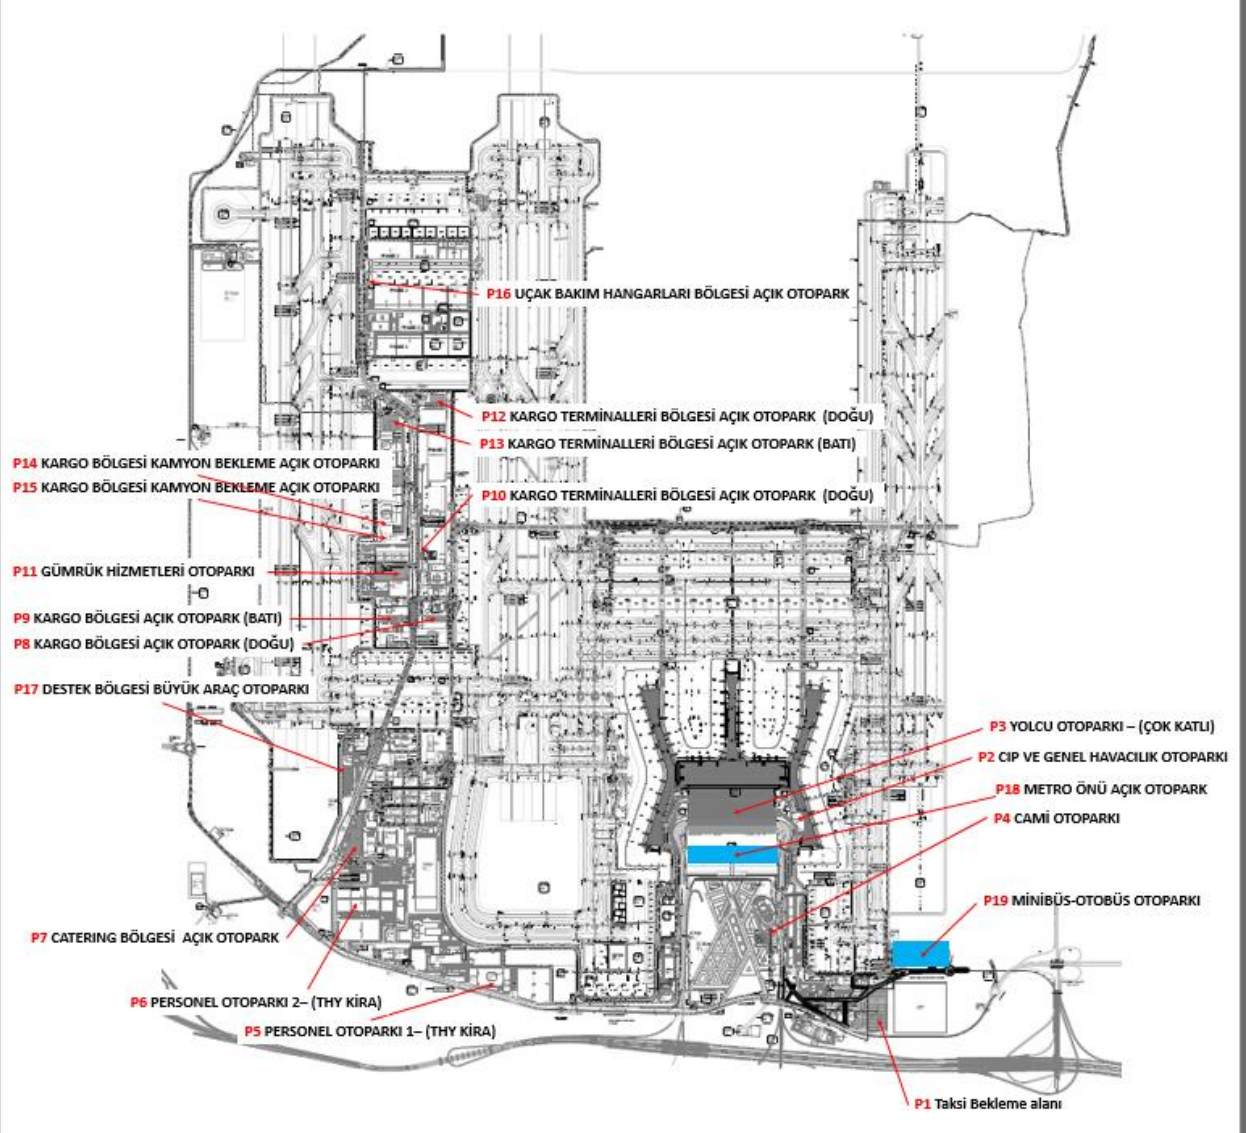 P16 UÇAK BAKIM HANGARLARI BÖLGESİ AÇIK OTOPARK
P12 KARGO TERMİNALLERİ BÖLGESİ AÇIK OTOPARK (DOĞU)
P13 KARGO TERMİNALLERİ BÖLGESİ AÇIK OTOPARK (BATI)
P14 KARGO BÖLGESİ KAMYON BEKLEME AÇIK OTOPARKI
P15 KARGO BÖLGESİ KAMYON BEKLEME AÇIK OTOPARKI
P10 KARGO TERMİNALLERİ BÖLGESİ AÇIK OTOPARK (DOĞU)
P11 GÜMRÜK HİZMETLERİ OTOPARKI
P9 KARGO BÖLGESİ AÇIK OTOPARK (BATI)
P8 KARGO BÖLGESİ AÇIK OTOPARK (DOĞU)
P17 DESTEK BÖLGESİ BÜYÜK ARAÇ OTOPARKI
P3 YOLCU OTOPARKI – (ÇOK KATLI)
P2 CIP VE GENEL HAVACILIK OTOPARKI
P18 METRO ÖNÜ AÇIK OTOPARK
P4 CAMİ OTOPARKI
P19 MİNİBÜS-OTOBÜS OTOPARKI
P7 CATERING BÖLGESİ AÇIK OTOPARK
P6 PERSONEL OTOPARKI 2– (THY KİRA)
P5 PERSONEL OTOPARKI 1– (THY KİRA)
P1 Taksi Bekleme alanı